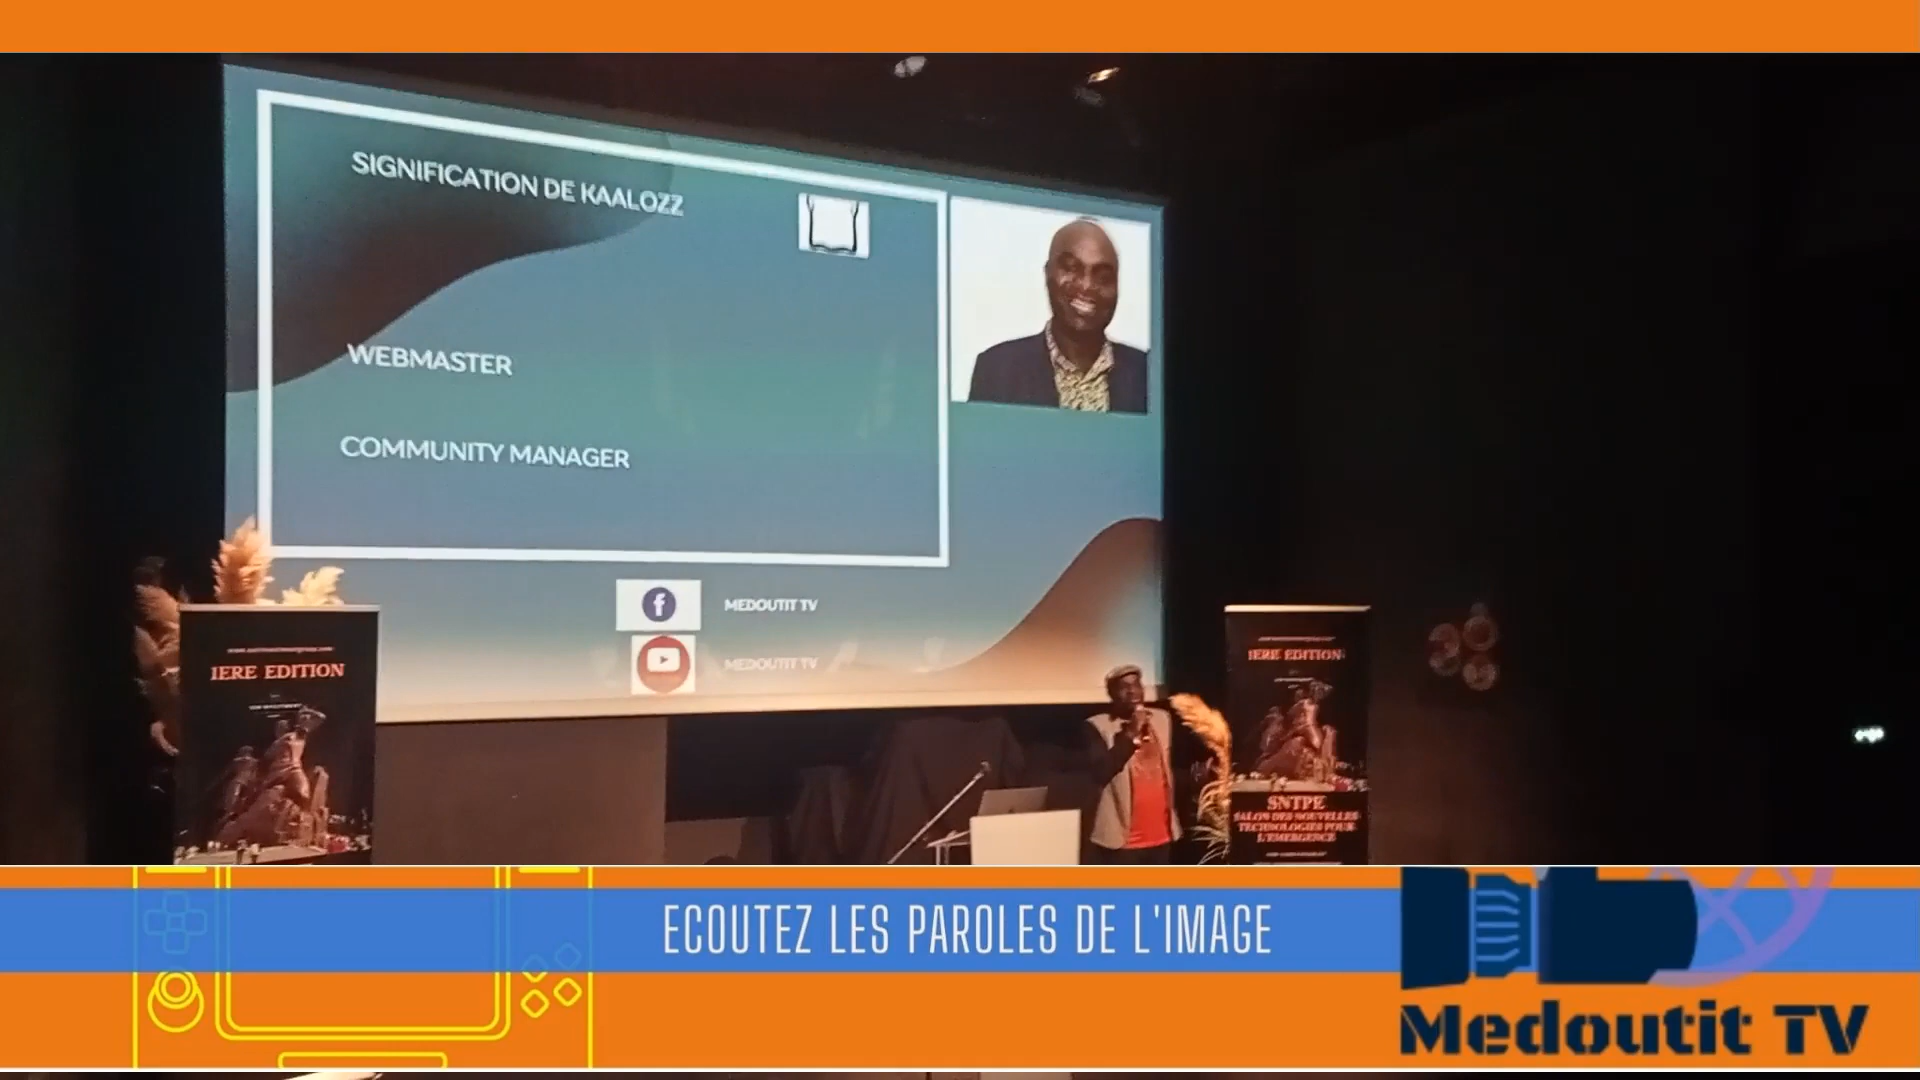 SIGNIFICATION DE KAALOZZ
WEBMASTER
COMMUNITY MANAGER
MEDOUTIT TV
MEDOUTIT TV
1ERE EDITION
1ERE EDITION
SNTPE
SALON DES NOUVELLES
TECHNOLOGIES POUR
L'EMERGENCE
ECOUTEZ LES PAROLES DE L'IMAGE
Medoutit TV